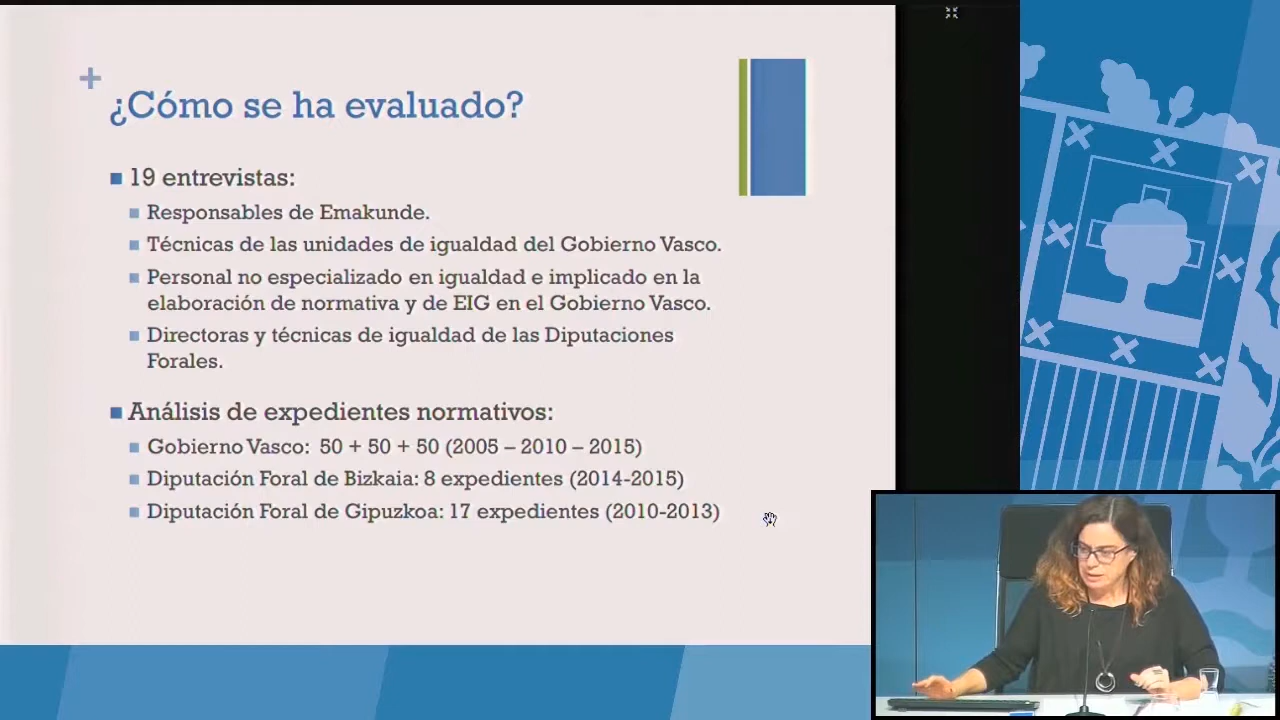 +
¿Cómo se ha evaluado?
19 entrevistas:
Responsables de Emakunde.
Técnicas de las unidades de igualdad del Gobierno Vasco.
Personal no especializado en igualdad e implicado en la
elaboración de normativa y de EIG en el Gobierno Vasco.
Directoras y técnicas de igualdad de las Diputaciones
Forales.
Análisis de expedientes normativos:
Gobierno Vasco: 50 + 50 + 50 (2005 – 2010 – 2015)
Diputación Foral de Bizkaia: 8 expedientes (2014-2015)
Diputación Foral de Gipuzkoa: 17 expedientes (2010-2013)